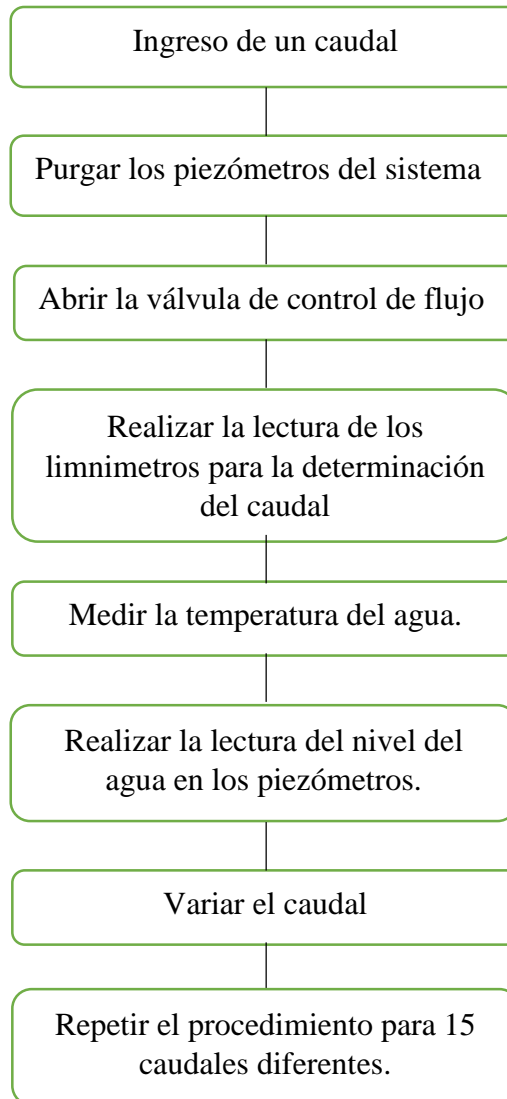 Ingreso de un caudal
Purgar los piezómetros del sistema
Abrir la válvula de control de flujo
Realizar la lectura de los
limnimetros para la determinación
del caudal
Medir la temperatura del agua.
Realizar la lectura del nivel del
agua en los piezómetros.
Variar el caudal
Repetir el procedimiento para 15
caudales diferentes.